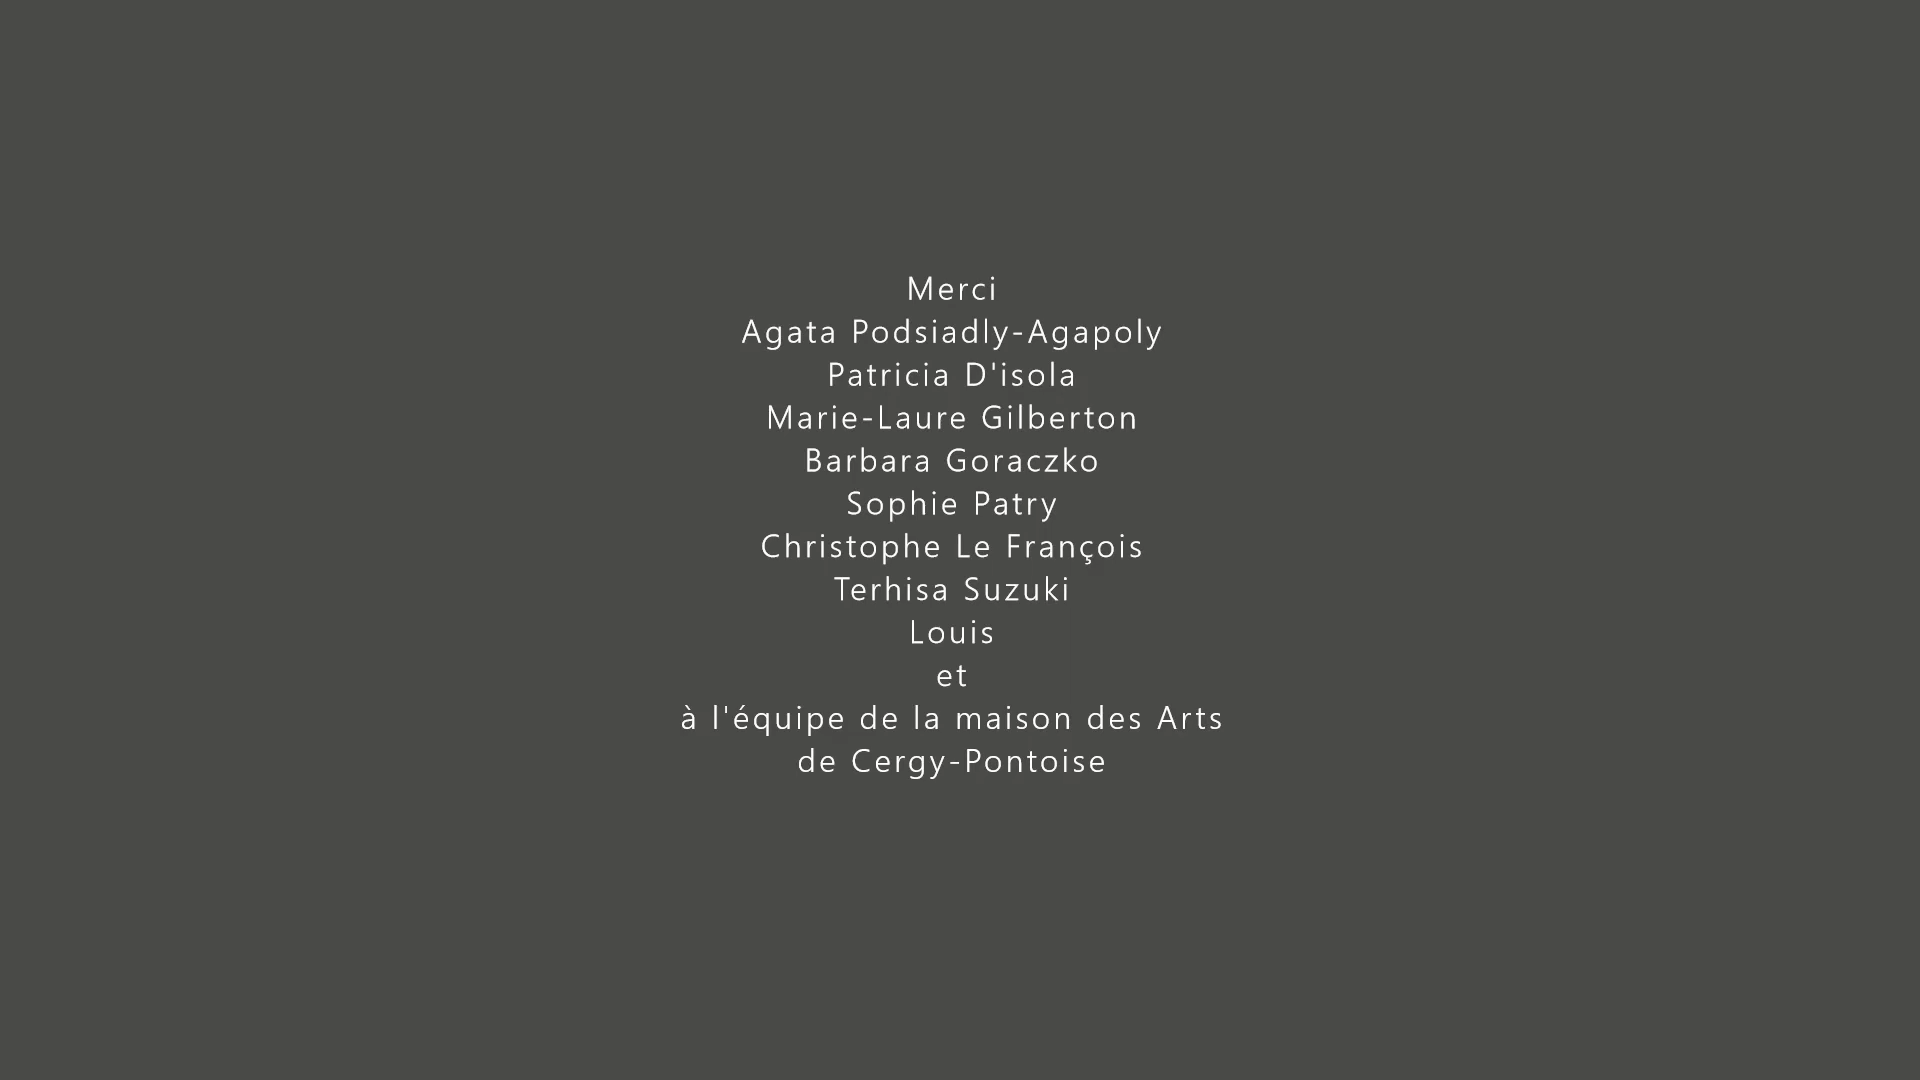 Merci
Agata Podsiadly-Agapoly
Patricia D'isola
Marie-Laure Gilberton
Barbara Goraczko
Sophie Patry
Christophe Le François
Terhisa Suzuki
Louis
et
à l'équipe de la maison des Arts
de Cergy-Pontoise